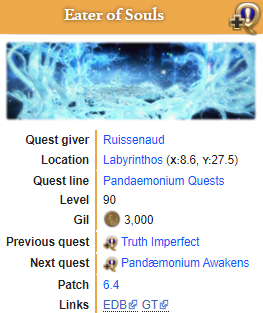 Eater of Souls
Quest giver Ruissenaud
Location Labyrinthos (X:8.6, Y:27.5)
Quest line Pandaemonium Quests
Level 90
Gil 3,000
Previous quest Truth Imperfect
Next quest Pandæmonium Awakens
Patch 6.4
Links EDB GT